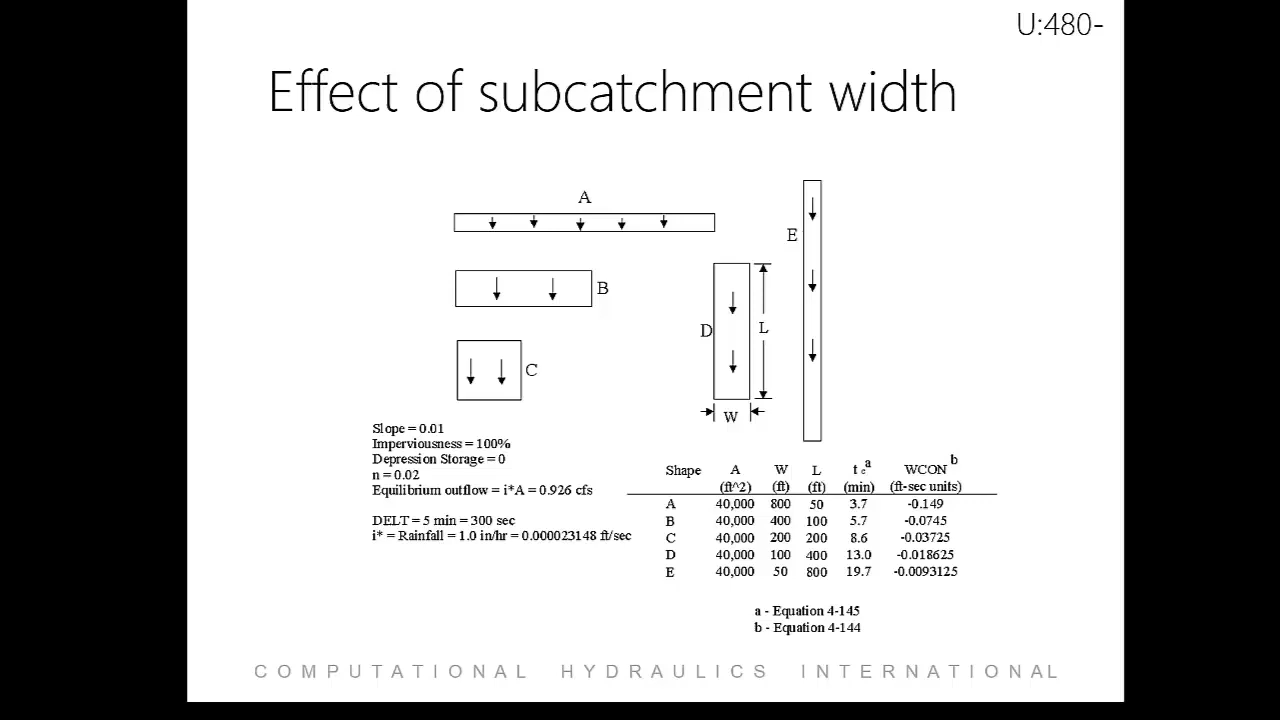 U:480-
Effect of subcatchment width
A
B
C
D
L
W
E
Slope = 0.01
Imperviousness = 100%
Depression Storage = 0
n = 0.02
Equilibrium outflow = i*A = 0.926 cfs
DELT = 5 min = 300 sec
i* = Rainfall = 1.0 in/hr = 0.000023148 ft/sec
Shape A W L t c a WCON b
(ft^2) (ft) (ft) (min) (ft-sec units)
A 40,000 800 50 3.7 -0.149
B 40,000 400 100 5.7 -0.0745
C 40,000 200 200 8.6 -0.03725
D 40,000 100 400 13.0 -0.018625
E 40,000 50 800 19.7 -0.0093125
a - Equation 4-145
b - Equation 4-144
COMPUTATIONAL HYDRAULICS INTERNATIONAL